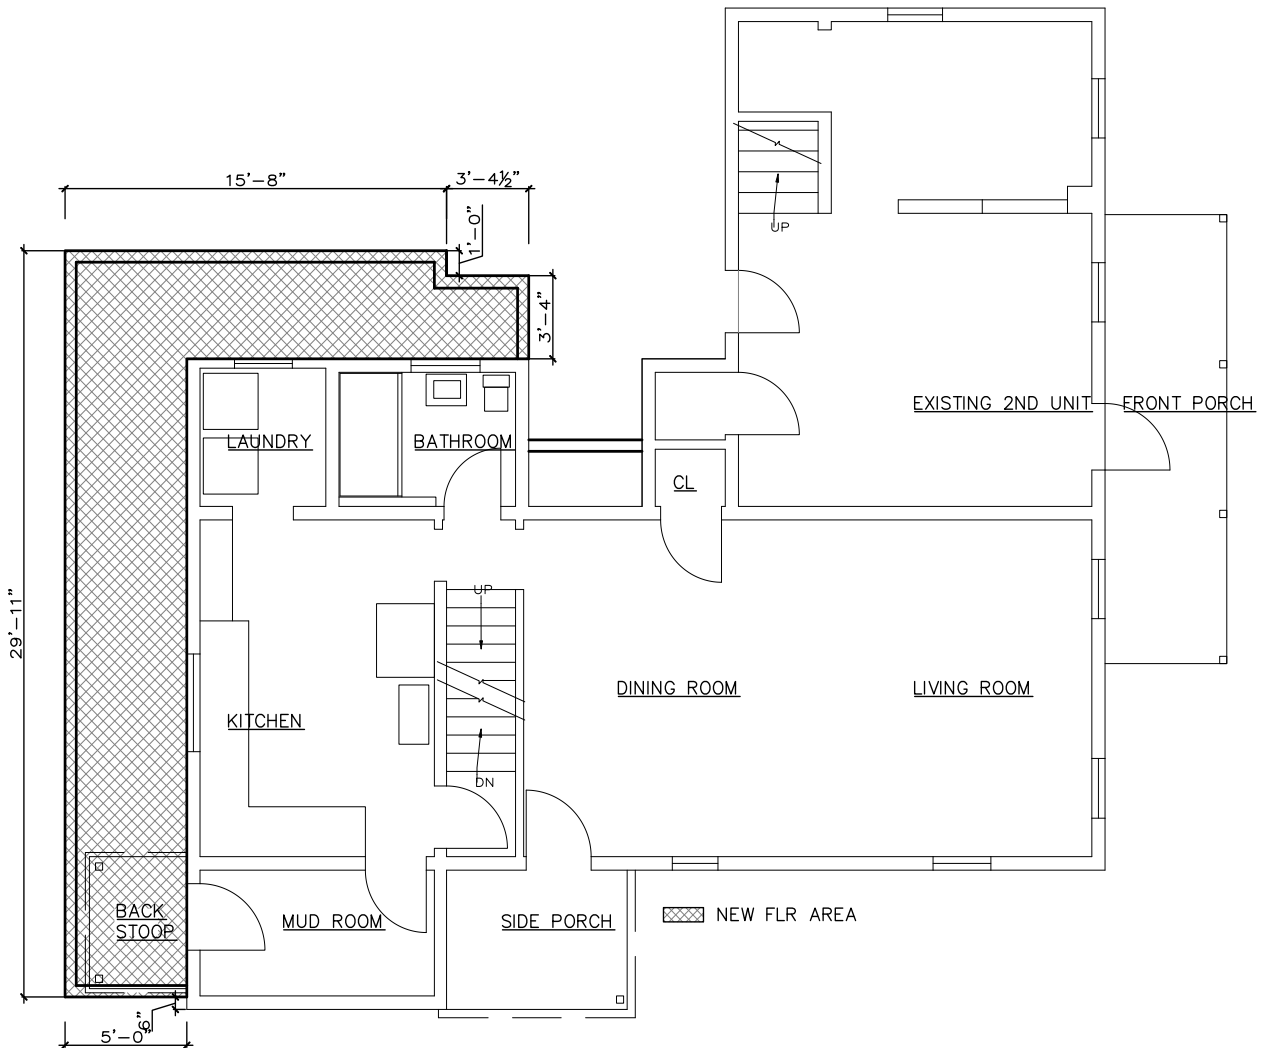 15'-8"
3'-4½"
1'-0"
3'-4"
UP
EXISTING 2ND UNIT
FRONT PORCH
LAUNDRY
BATHROOM
CL
29'-11"
UP
DINING ROOM
LIVING ROOM
KITCHEN
DN
BACK
STOOP
MUD ROOM
SIDE PORCH
NEW FLR AREA
6"
5'-0"